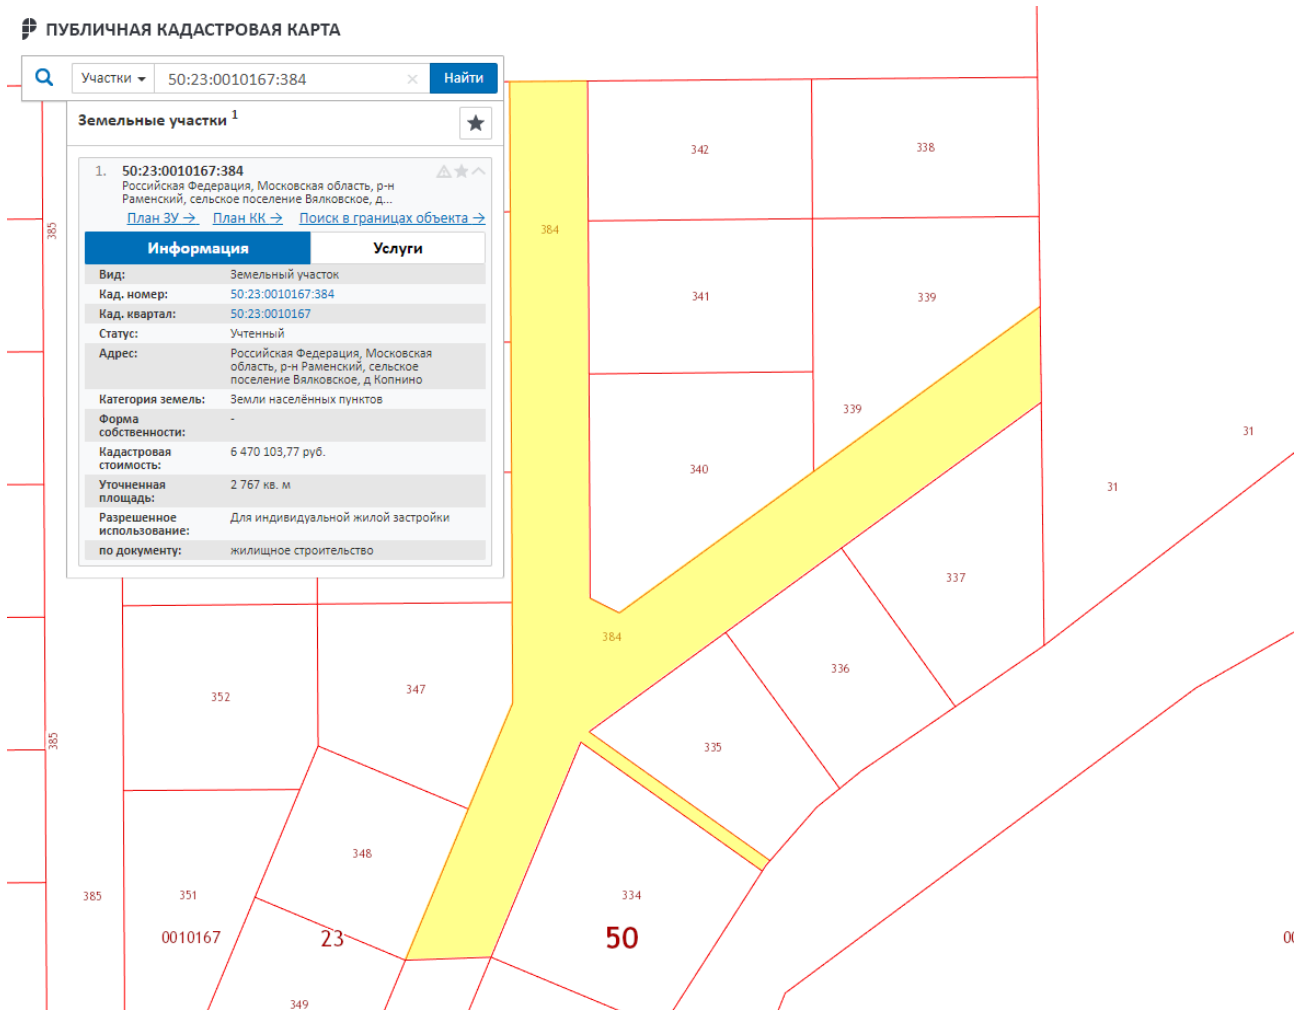 ПУБЛИЧНАЯ КАДАСТРОВАЯ КАРТА
Участки 50:23:0010167:384 × Найти
Земельные участки 1
1. 50:23:0010167:384
Российская Федерация, Московская область, р-н
Раменский, сельское поселение Вялковское, д...
План ЗУ → План КК → Поиск в границах объекта →
Информация Услуги
Вид: Земельный участок
Кад. номер: 50:23:0010167:384
Кад. квартал: 50:23:0010167
Статус: Учтенный
Адрес: Российская Федерация, Московская
область, р-н Раменский, сельское
поселение Вялковское, д Копнино
Категория земель: Земли населённых пунктов
Форма
собственности: -
Кадастровая
стоимость: 6 470 103,77 руб.
Уточненная
площадь: 2 767 кв. м
Разрешенное
использование: Для индивидуальной жилой застройки
по документу: жилищное строительство
342
338
385
384
341
339
339
31
340
31
337
384
336
352
347
385
335
348
385
351
334
0010167
23
50
00
349